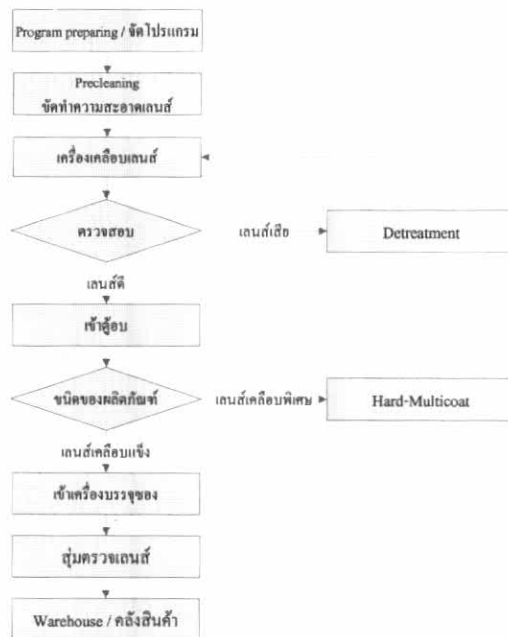 Program preparing / จัดโปรแกรม
Precleaning
ขัดทำความสะอาดเลนส์
เครื่องเคลือบเลนส์
ตรวจสอบ
เลนส์เสีย
Detreatment
เลนส์ดี
เข้าตู้อบ
ชนิดของผลิตภัณฑ์
เลนส์เคลือบพิเศษ
Hard-Multicoat
เลนส์เคลือบแข็ง
เข้าเครื่องบรรจุซอง
สุ่มตรวจเลนส์
Warehouse / คลังสินค้า